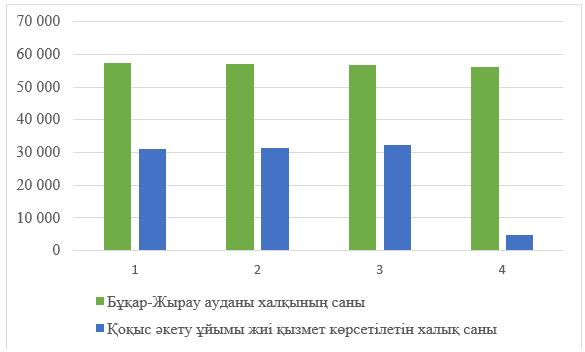 70 000
60 000
50 000
40 000
30 000
20 000
10 000
0
1 2 3 4
Бұқар-Жырау ауданы халқының саны
Қоқыс әкету ұйымы жиі қызмет көрсетілетін халық саны